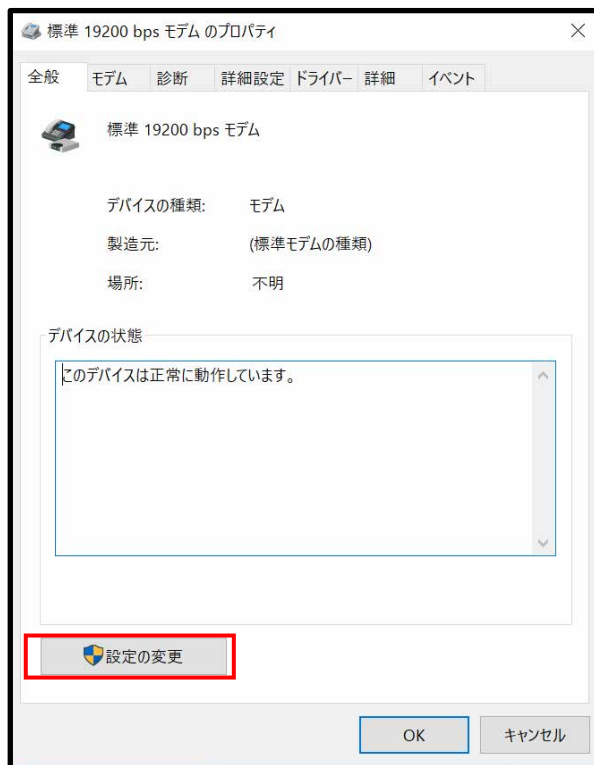 標準 19200 bps モデム のプロパティ
全般 モデム 診断 詳細設定 ドライバー 詳細 イベント
標準 19200 bps モデム
デバイスの種類: モデム
製造元: (標準モデムの種類)
場所: 不明
デバイスの状態
このデバイスは正常に動作しています。
設定の変更
OK キャンセル